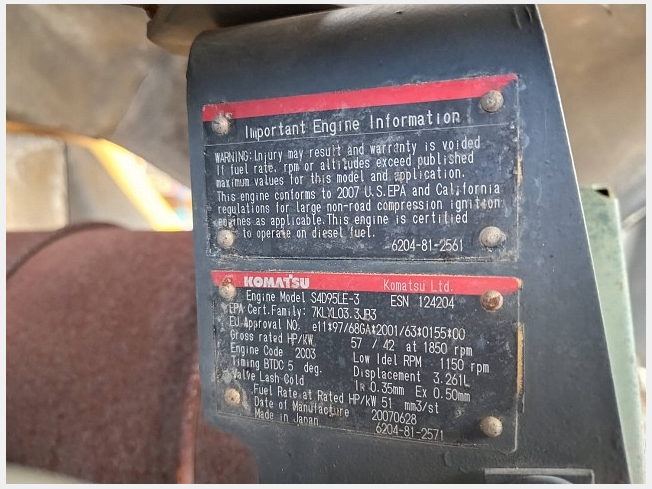 Important Engine Information
WARNING: Injury may result and warranty is voided
If fuel rate, rpm or altitudes exceed published
maximum values for this model and application.
This engine conforms to 2007 U.S.EPA and California
regulations for large non-road compression ignition
engines as applicable.This engine is certified
to operate on diesel fuel.
6204-81-2561
KOMATSU Komatsu Ltd.
Engine Model S4D95LE-3 ESN 124204
EPA Cert.Family: 7KLXL03.3JB3
EU Approval NO. e11*97/68GA*2001/63*0155*00
Gross rated HP/KW 57 / 42 at 1850 rpm
Engine Code 2003 Low Idel RPM 1150 rpm
Timing BTDC 5 deg. Displacement 3.261L
Valve Lash Cold In 0.35mm Ex 0.50mm
Fuel Rate at Rated HP/KW 51 mm3/st
Date of Manufacture 20070628
Made in Japan 6204-81-2571